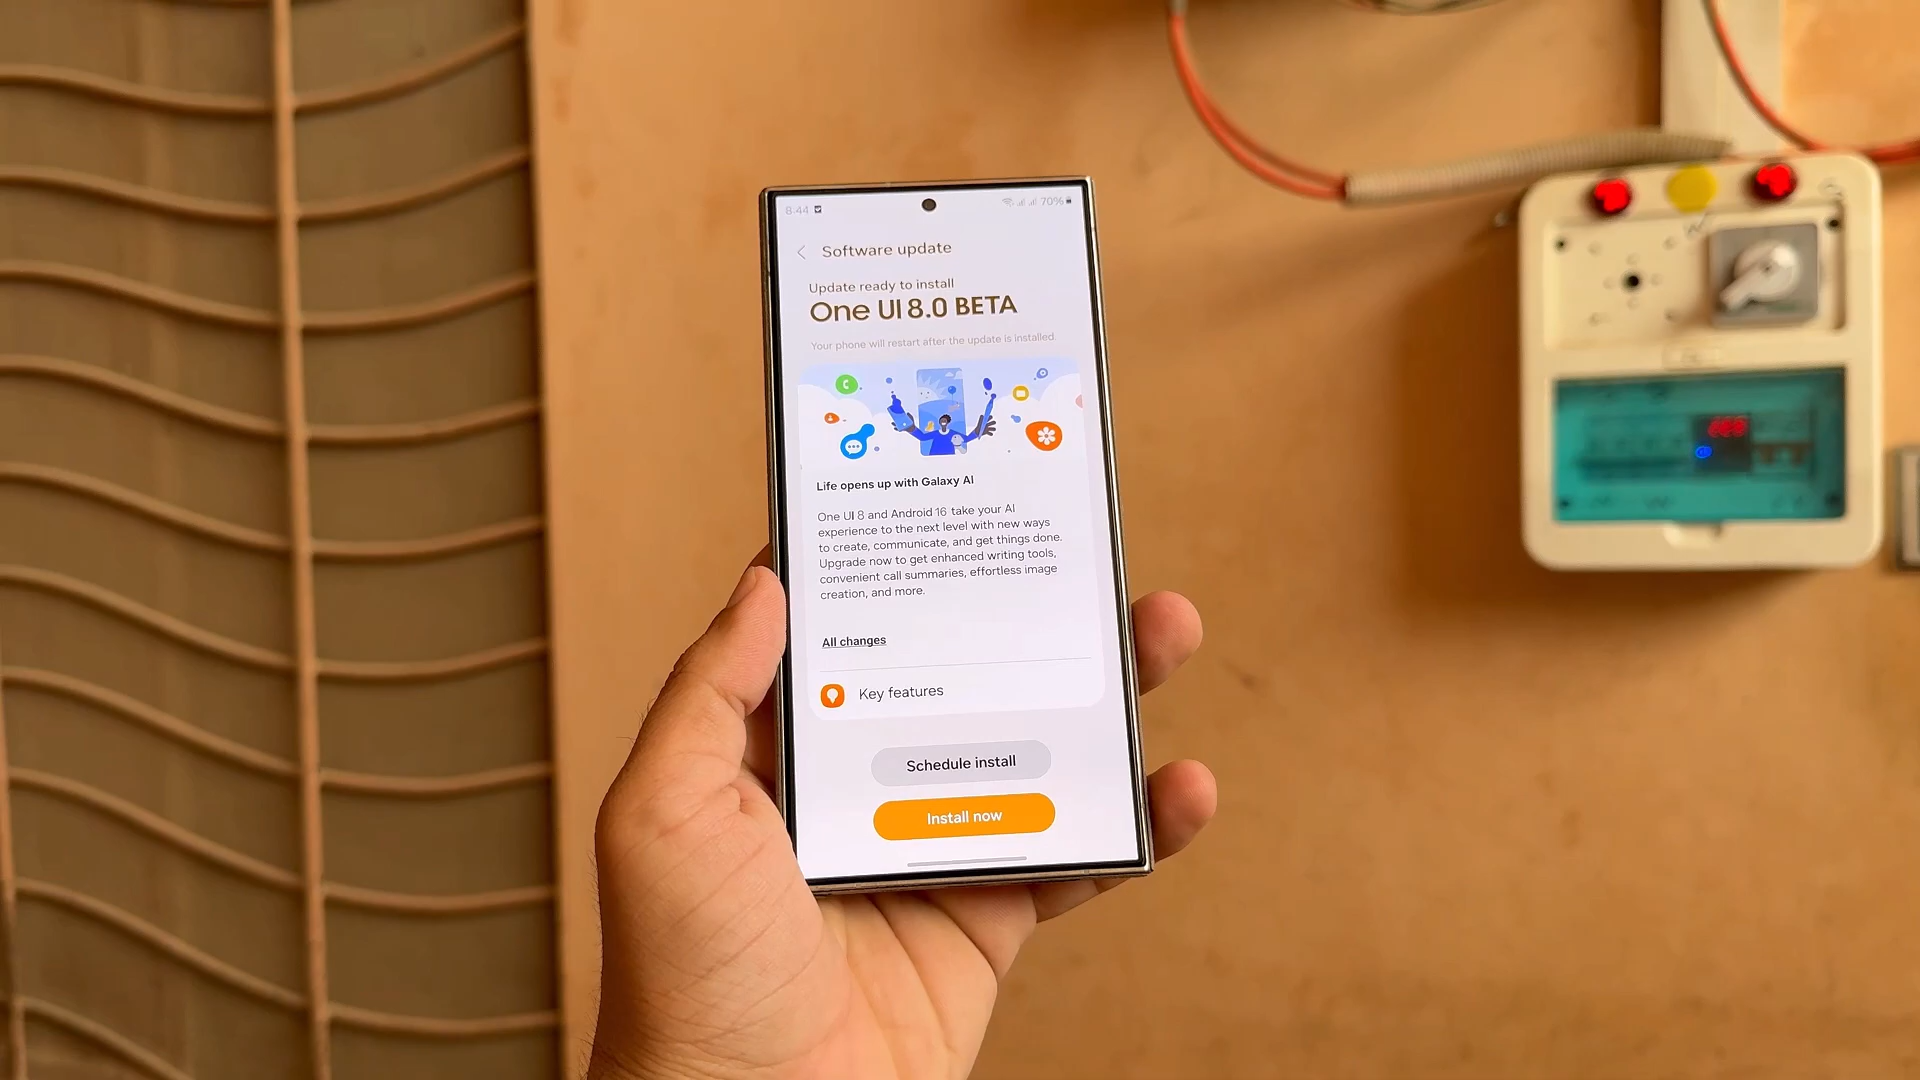 8:44
70%
Software update
Update ready to install
One UI 8.0 BETA
Your phone will restart after the update is installed.
Life opens up with Galaxy AI
One UI 8 and Android 16 take your AI
experience to the next level with new ways
to create, communicate, and get things done.
Upgrade now to get enhanced writing tools,
convenient call summaries, effortless image
creation, and more.
All changes
Key features
Schedule install
Install now